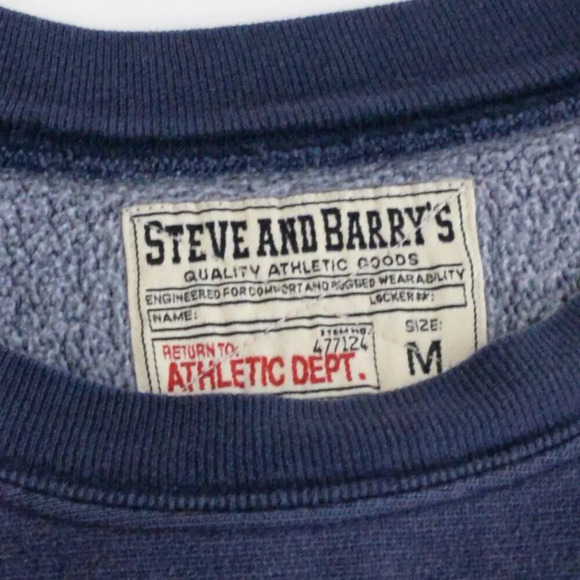 STEVE AND BARRY'S
QUALITY ATHLETIC GOODS
ENGINEERED FOR COMFORT AND RUGGED WEARABILITY
NAME: LOCKER #:
RETURN TO: ITEM NO. SIZE:
477124
ATHLETIC DEPT. M